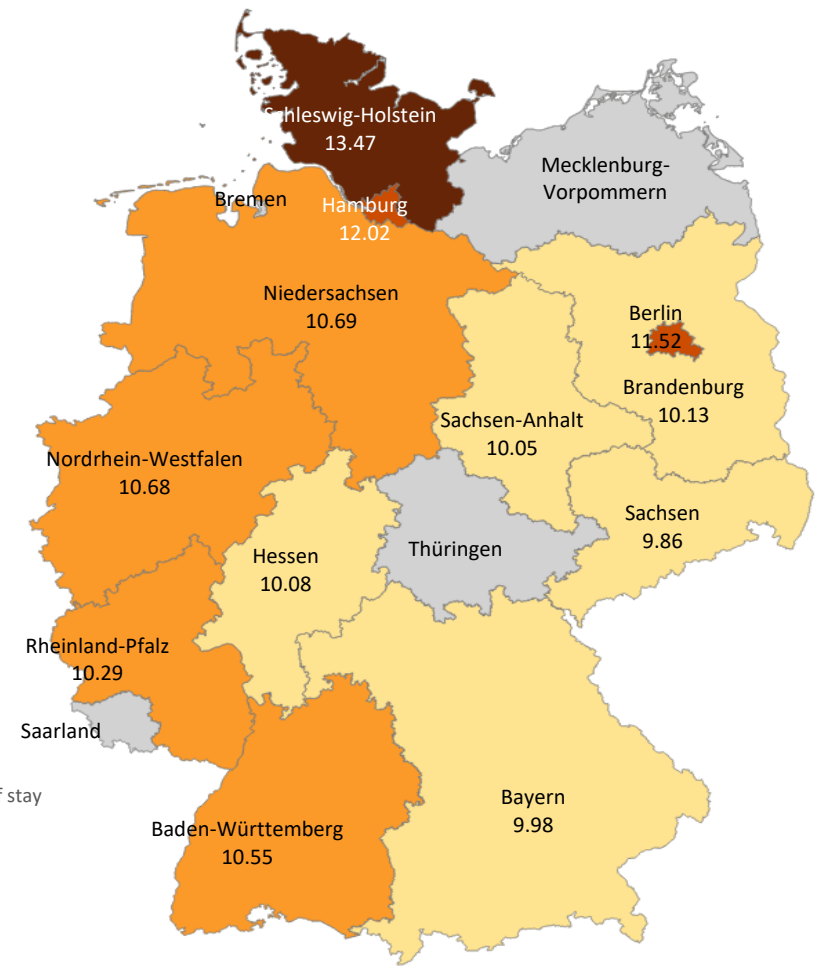 Schleswig-Holstein
13.47
Mecklenburg-
Vorpommern
Bremen
Hamburg
12.02
Niedersachsen
10.69
Berlin
11.52
Brandenburg
10.13
Sachsen-Anhalt
10.05
Nordrhein-Westfalen
10.68
Sachsen
9.86
Hessen
10.08
Thüringen
Rheinland-Pfalz
10.29
Saarland
stay
Bayern
9.98
Baden-Württemberg
10.55